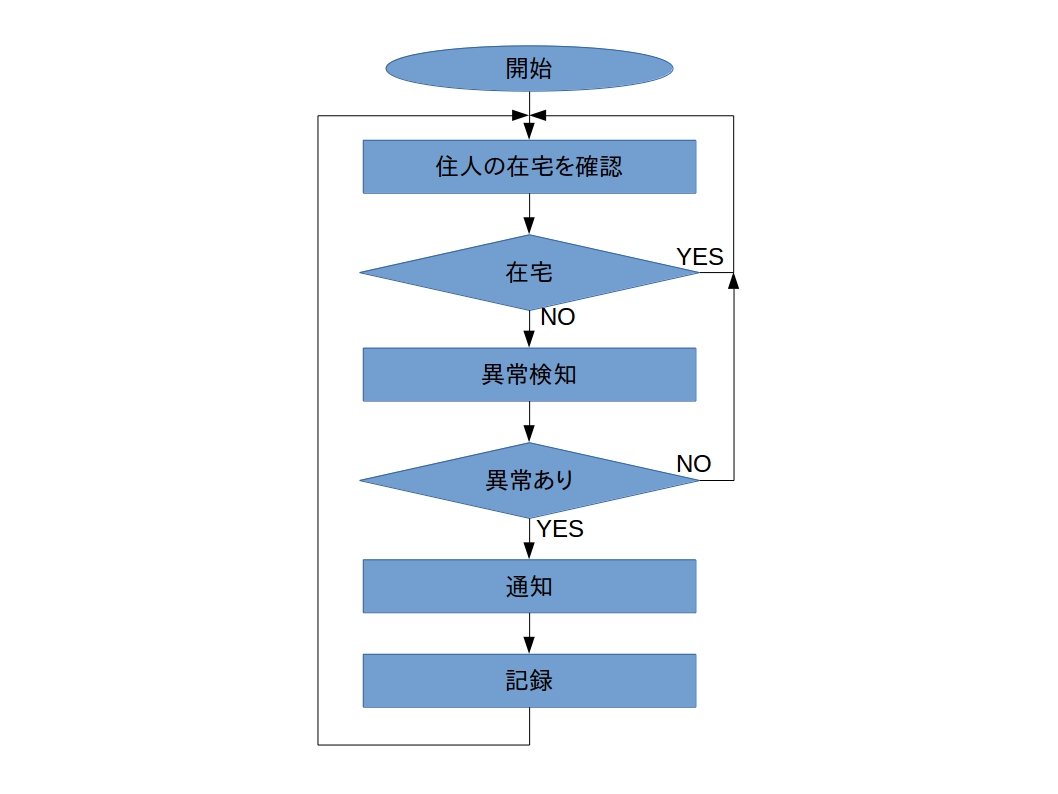 開始
住人の在宅を確認
在宅
YES
NO
異常検知
異常あり
NO
YES
通知
記録